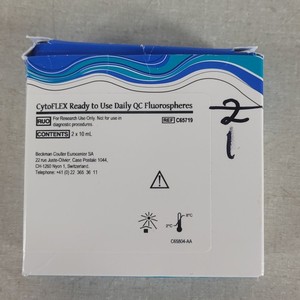 CytoFLEX Ready to Use Daily QC Fluorospheres
RUO For Research Use Only. Not for use in
diagnostic procedures.
REF C65719
CONTENTS 2 x 10 mL
Beckman Coulter Eurocenter SA
22 rue Juste-Olivier, Case Postale 1044,
CH-1260 Nyon 1, Switzerland.
Telephone: +41 (0) 22 365 36 11
8°C
C65804-AA
2
1